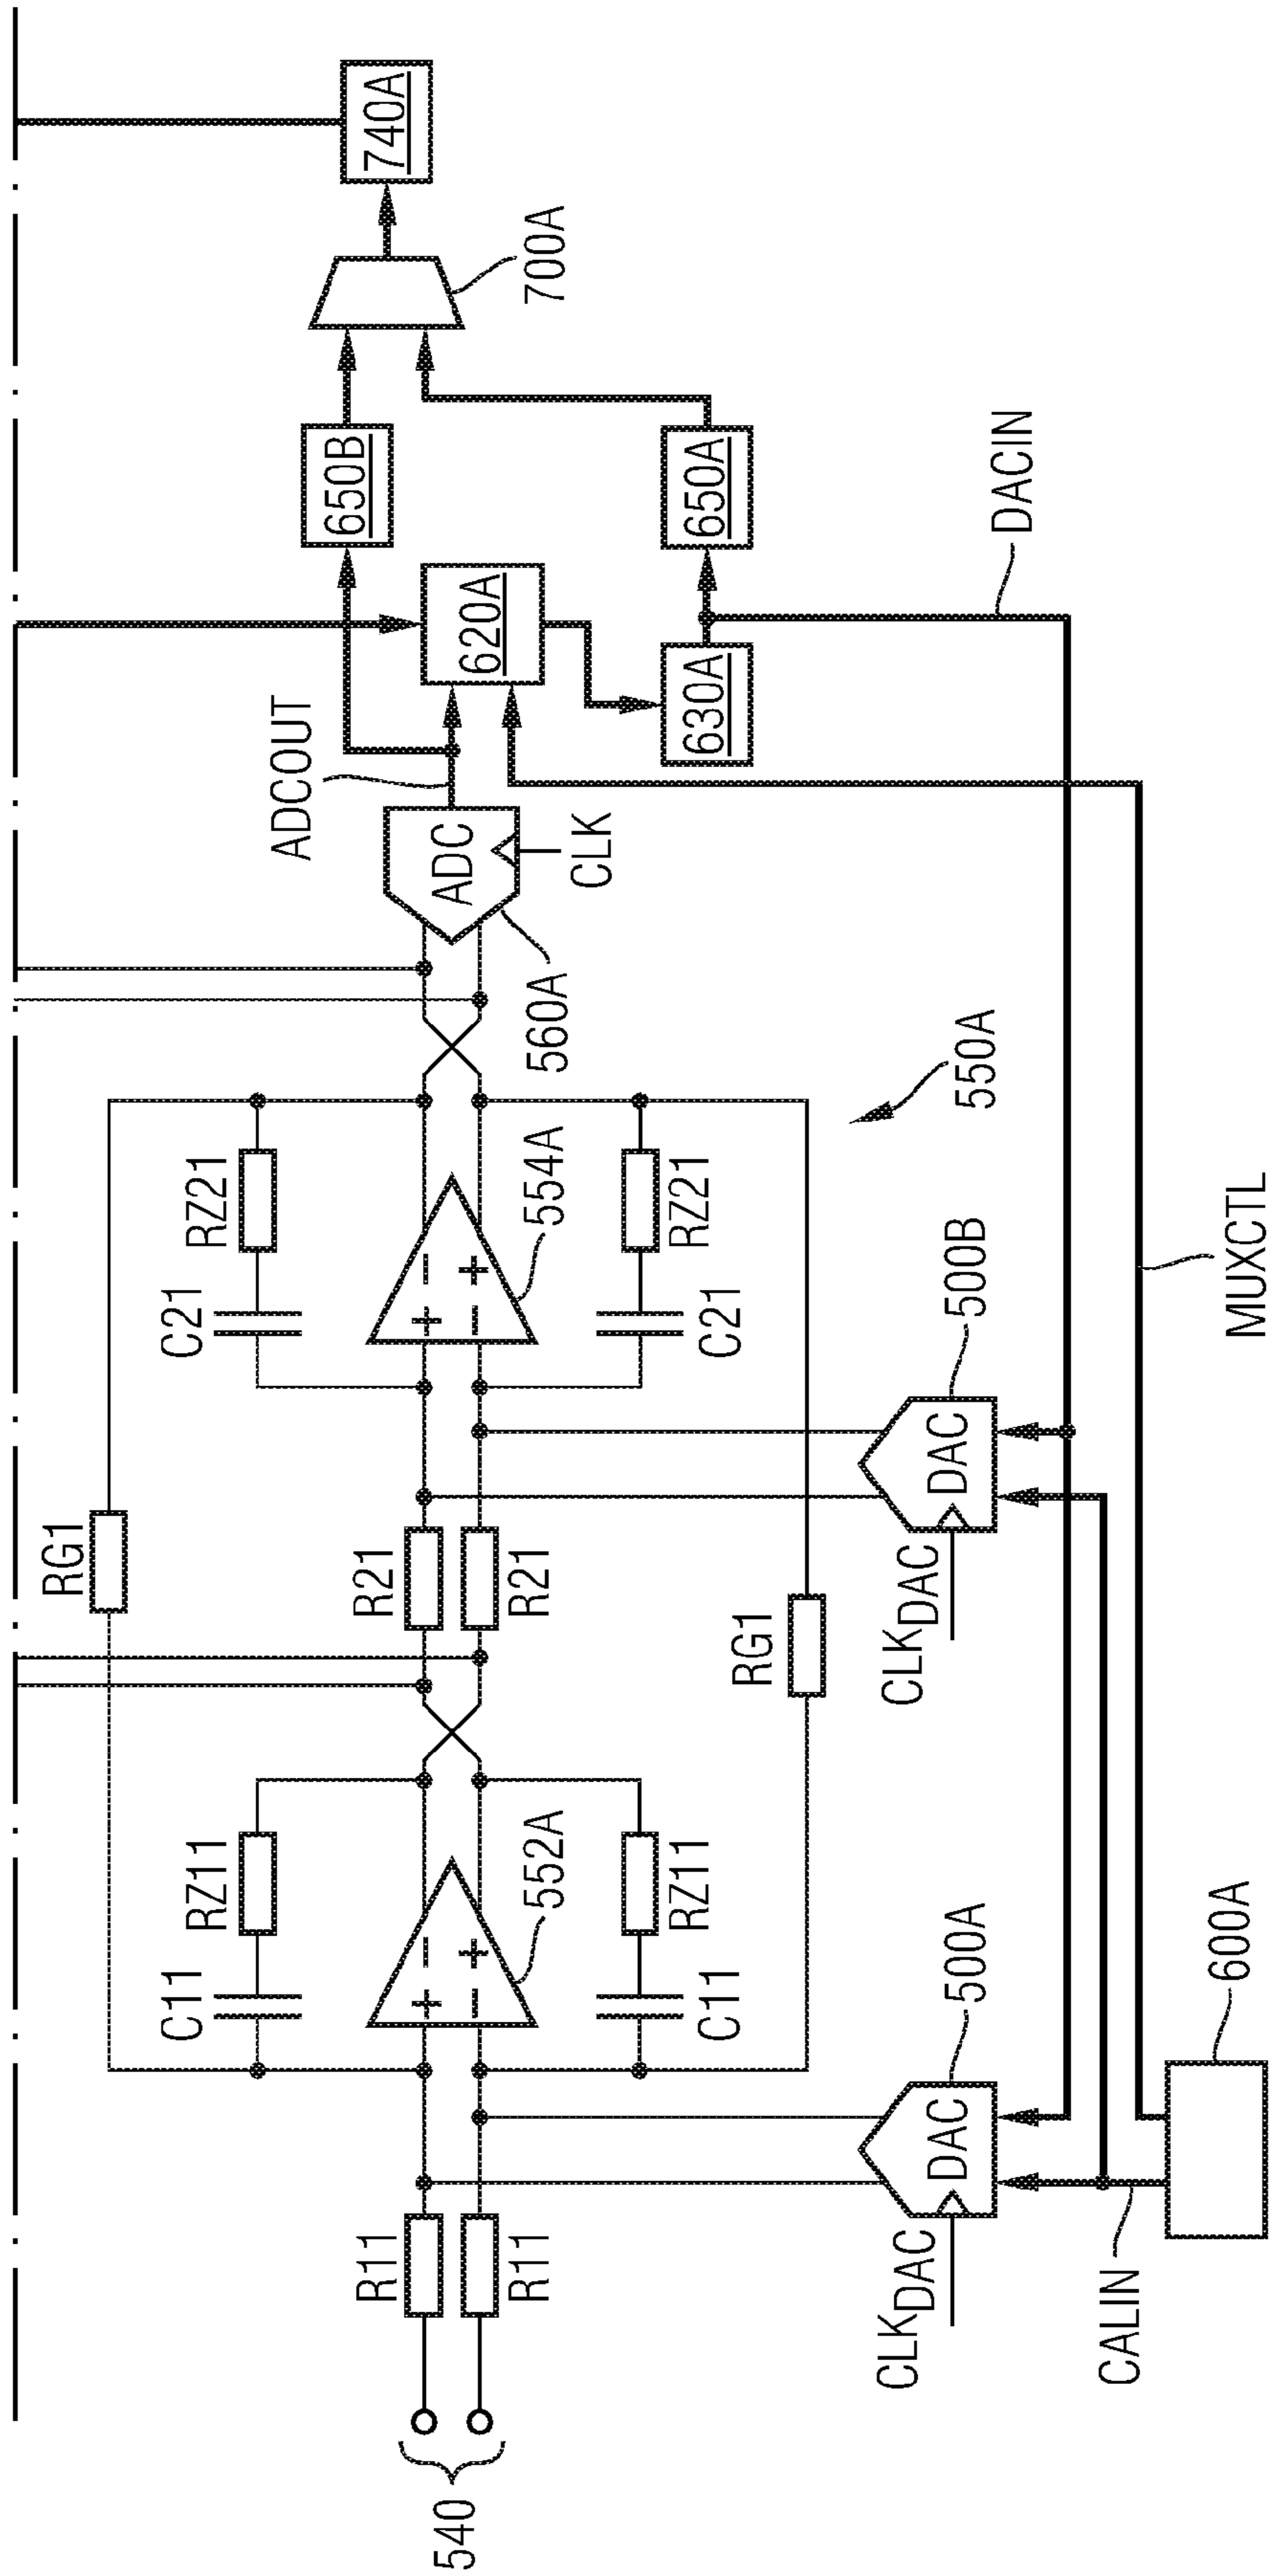 740A
700A
650B
650A
DACIN
620A
630A
ADCOUT
ADC
CLK
560A
550A
RZ21
C21
554A
RZ21
C21
MUXCTL
500B
DAC
CLKDAC
RG1
R21
R21
RG1
RZ11
C11
552A
RZ11
C11
500A
DAC
CLKDAC
600A
CALIN
R11
R11
540